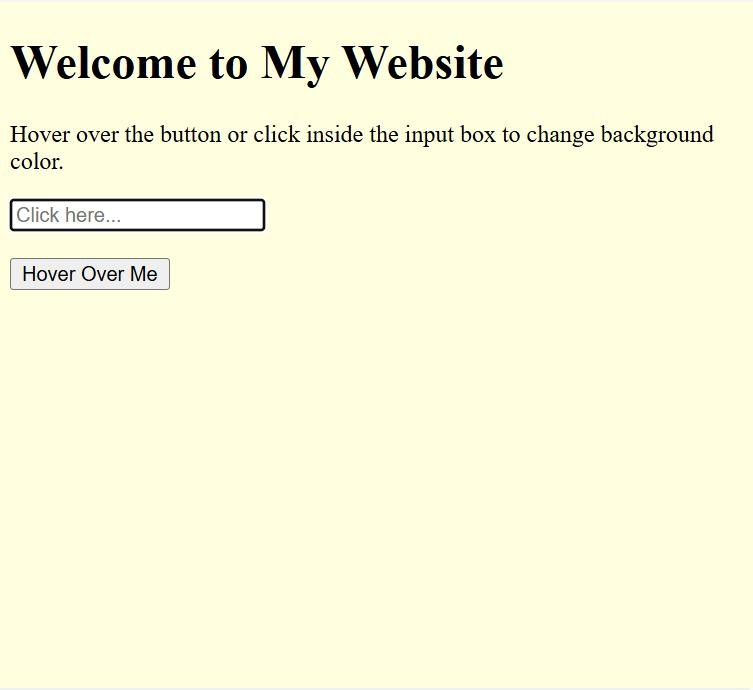 Welcome to My Website
Hover over the button or click inside the input box to change background
color.
Click here...
Hover Over Me